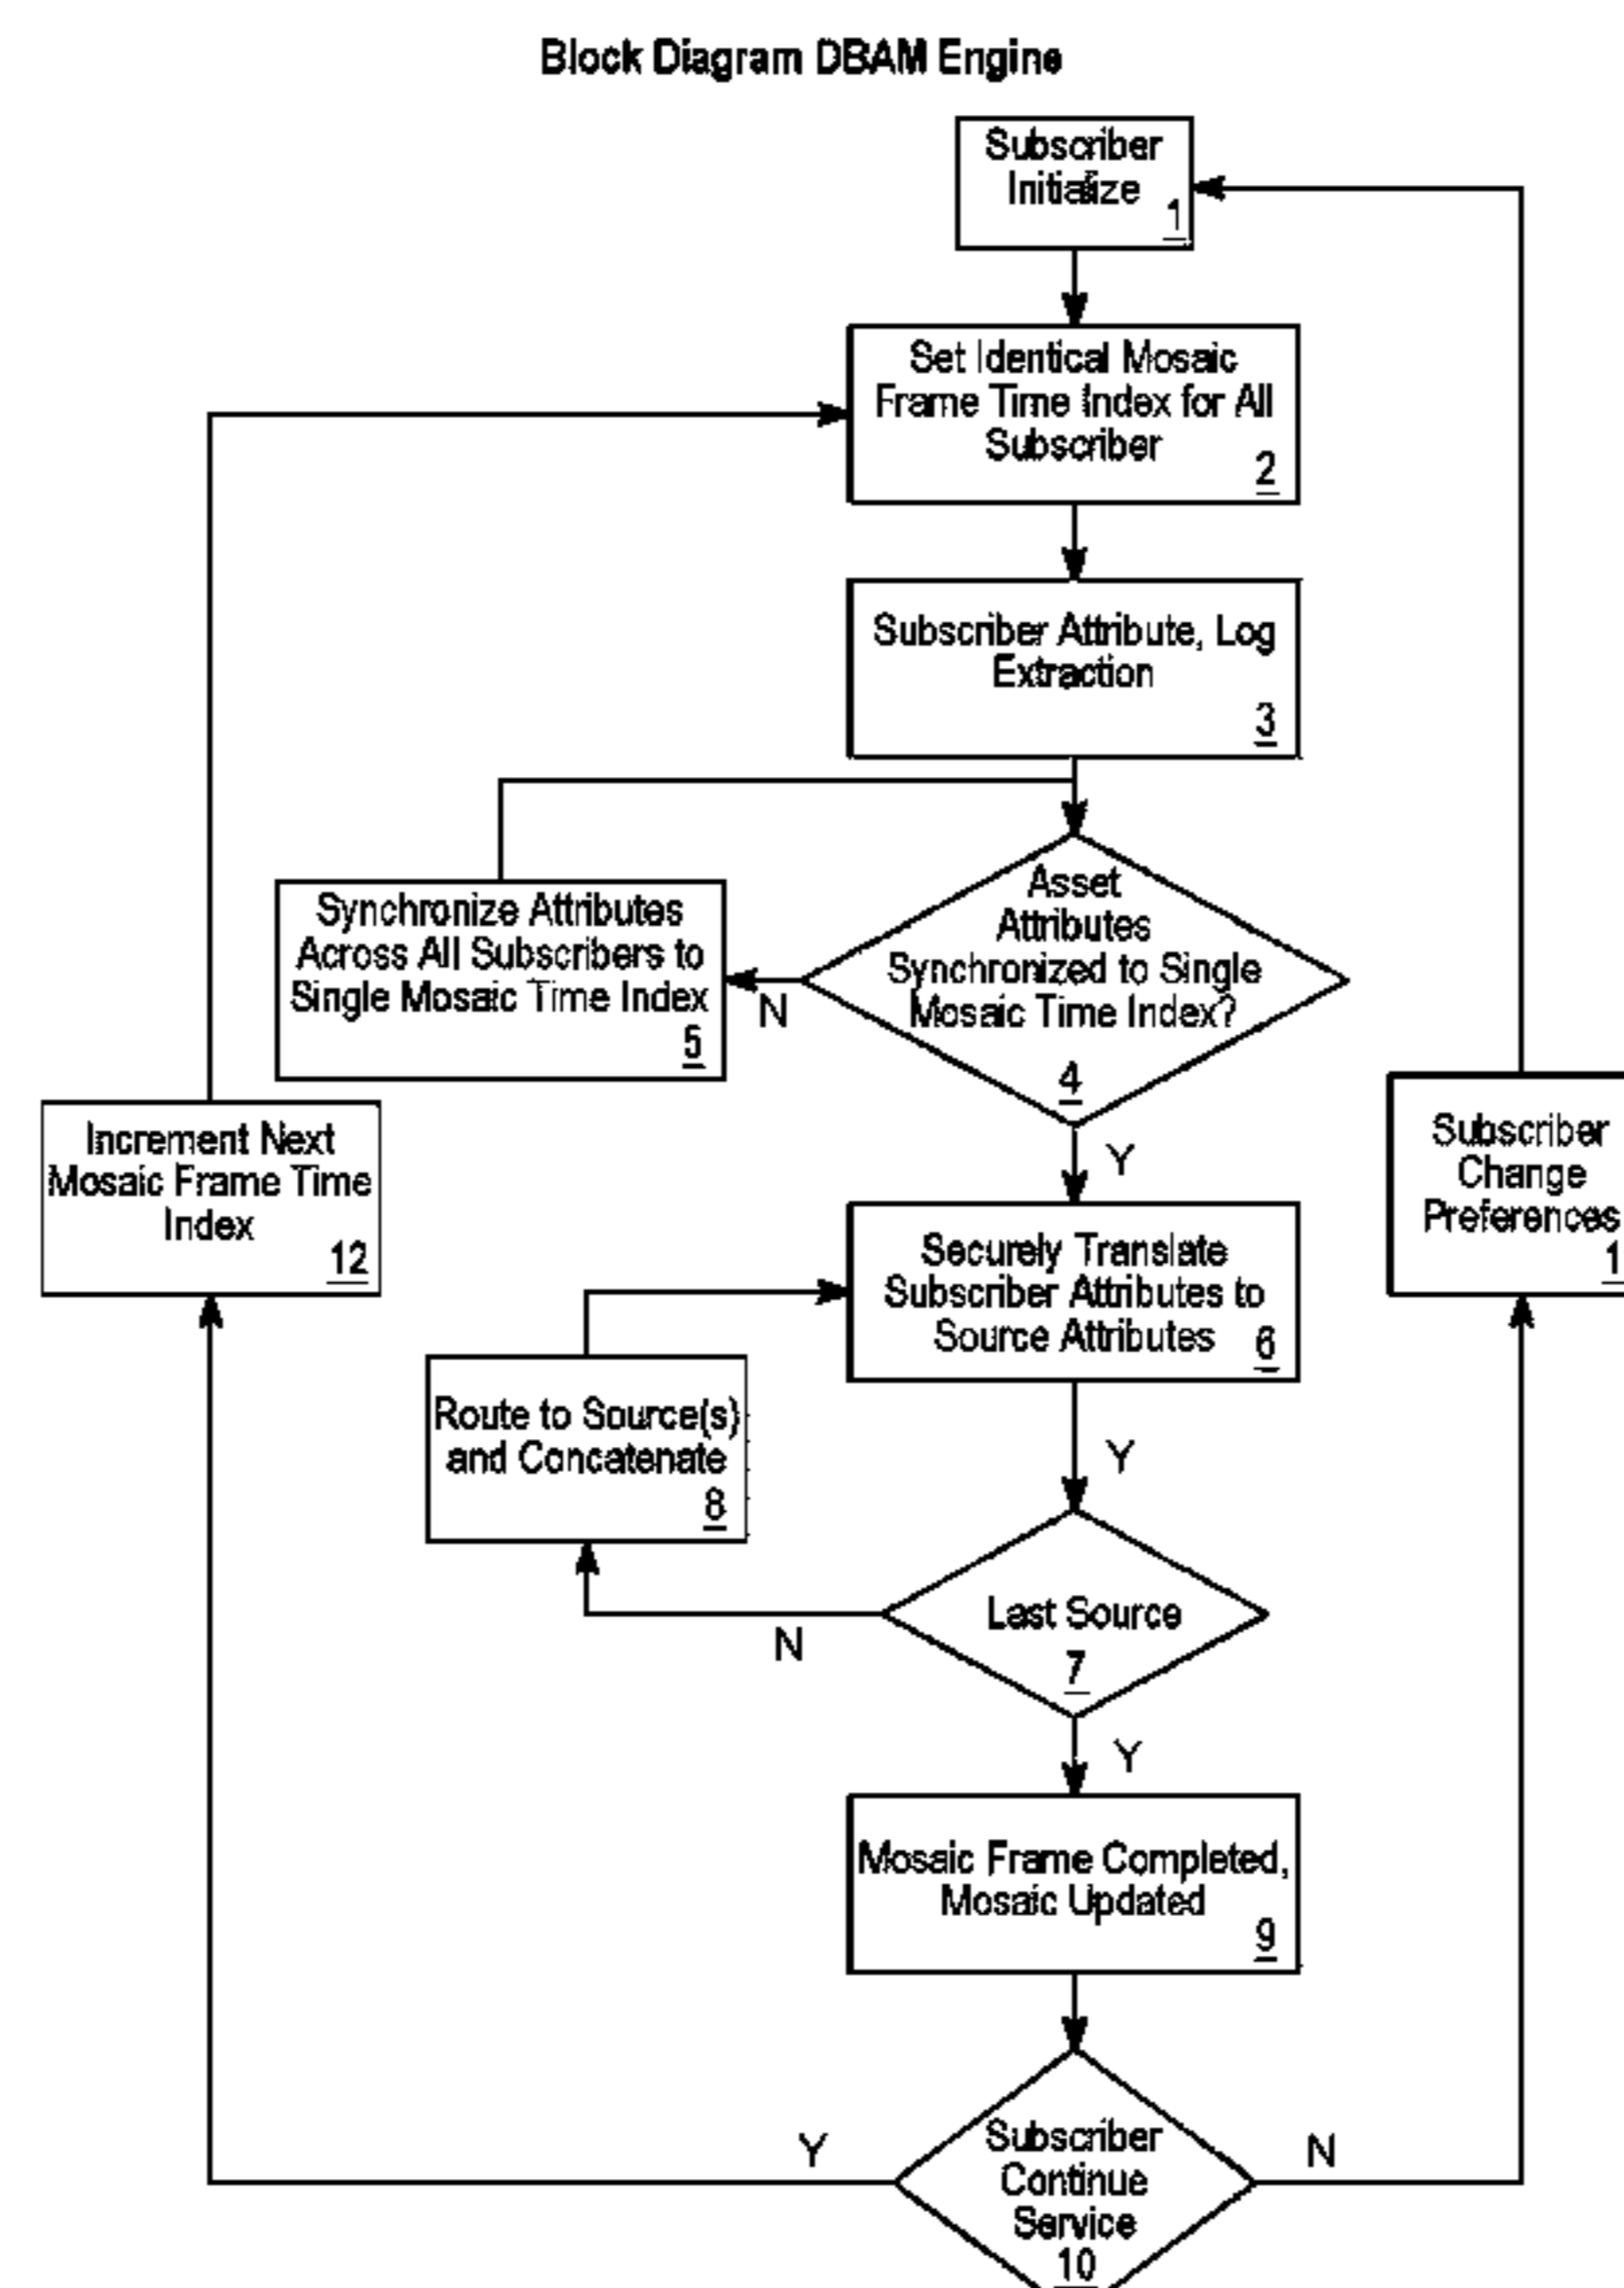 Block Diagram DBAM Engine
Subscriber
Initialize
1
Set Identical Mosaic
Frame Time Index for All
Subscriber
2
Subscriber Attribute, Log
Extraction
3
Asset
Attributes
Synchronized to Single
Mosaic Time Index?
4
N
Y
Synchronize Attributes
Across All Subscribers to
Single Mosaic Time Index
5
Increment Next
Mosaic Frame Time
Index
12
Subscriber
Change
Preferences
Securely Translate
Subscriber Attributes to
Source Attributes
6
Y
Route to Source(s)
and Concatenate
8
Last Source
7
N
Y
Mosaic Frame Completed,
Mosaic Updated
9
Subscriber
Continue
Service
10
Y
N